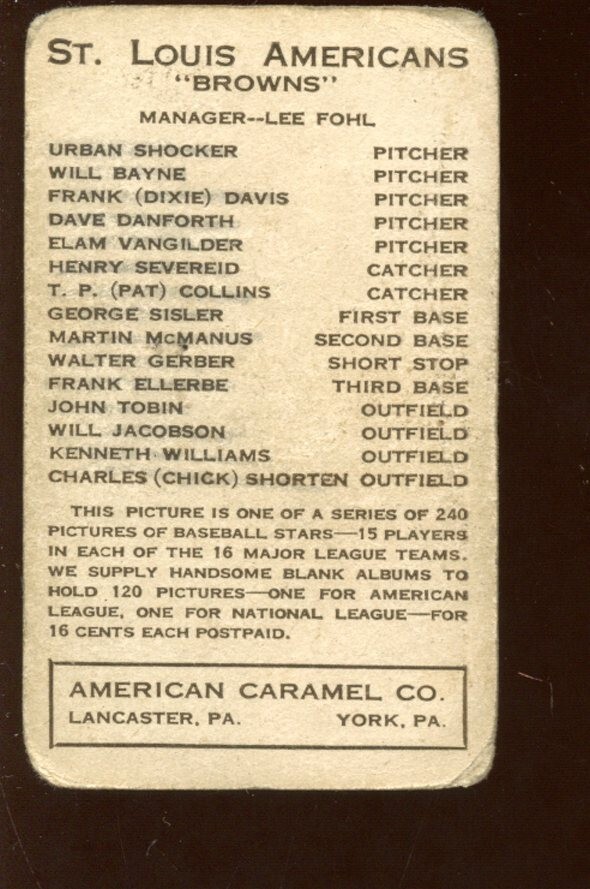 ST. LOUIS AMERICANS
"BROWNS"
MANAGER--LEE FOHL
URBAN SHOCKER PITCHER
WILL BAYNE PITCHER
FRANK (DIXIE) DAVIS PITCHER
DAVE DANFORTH PITCHER
ELAM VANGILDER PITCHER
HENRY SEVEREID CATCHER
T. P. (PAT) COLLINS CATCHER
GEORGE SISLER FIRST BASE
MARTIN McMANUS SECOND BASE
WALTER GERBER SHORT STOP
FRANK ELLERBE THIRD BASE
JOHN TOBIN OUTFIELD
WILL JACOBSON OUTFIELD
KENNETH WILLIAMS OUTFIELD
CHARLES (CHICK) SHORTEN OUTFIELD
THIS PICTURE IS ONE OF A SERIES OF 240
PICTURES OF BASEBALL STARS—15 PLAYERS
IN EACH OF THE 16 MAJOR LEAGUE TEAMS.
WE SUPPLY HANDSOME BLANK ALBUMS TO
HOLD 120 PICTURES—ONE FOR AMERICAN
LEAGUE, ONE FOR NATIONAL LEAGUE—FOR
16 CENTS EACH POSTPAID.
AMERICAN CARAMEL CO.
LANCASTER, PA. YORK, PA.